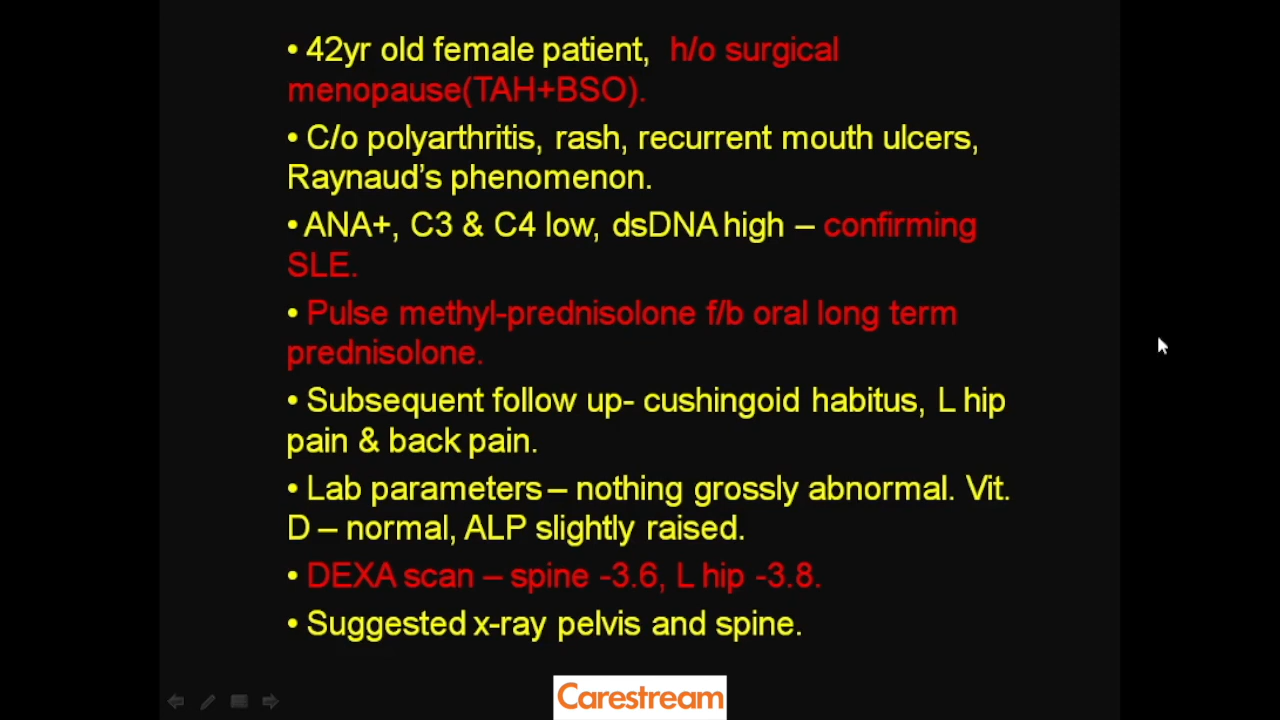 • 42yr old female patient, h/o surgical
menopause(TAH+BSO).
• C/o polyarthritis, rash, recurrent mouth ulcers,
Raynaud’s phenomenon.
• ANA+, C3 & C4 low, dsDNA high – confirming
SLE.
• Pulse methyl-prednisolone f/b oral long term
prednisolone.
• Subsequent follow up- cushingoid habitus, L hip
pain & back pain.
• Lab parameters – nothing grossly abnormal. Vit.
D – normal, ALP slightly raised.
• DEXA scan – spine -3.6, L hip -3.8.
• Suggested x-ray pelvis and spine.
Carestream